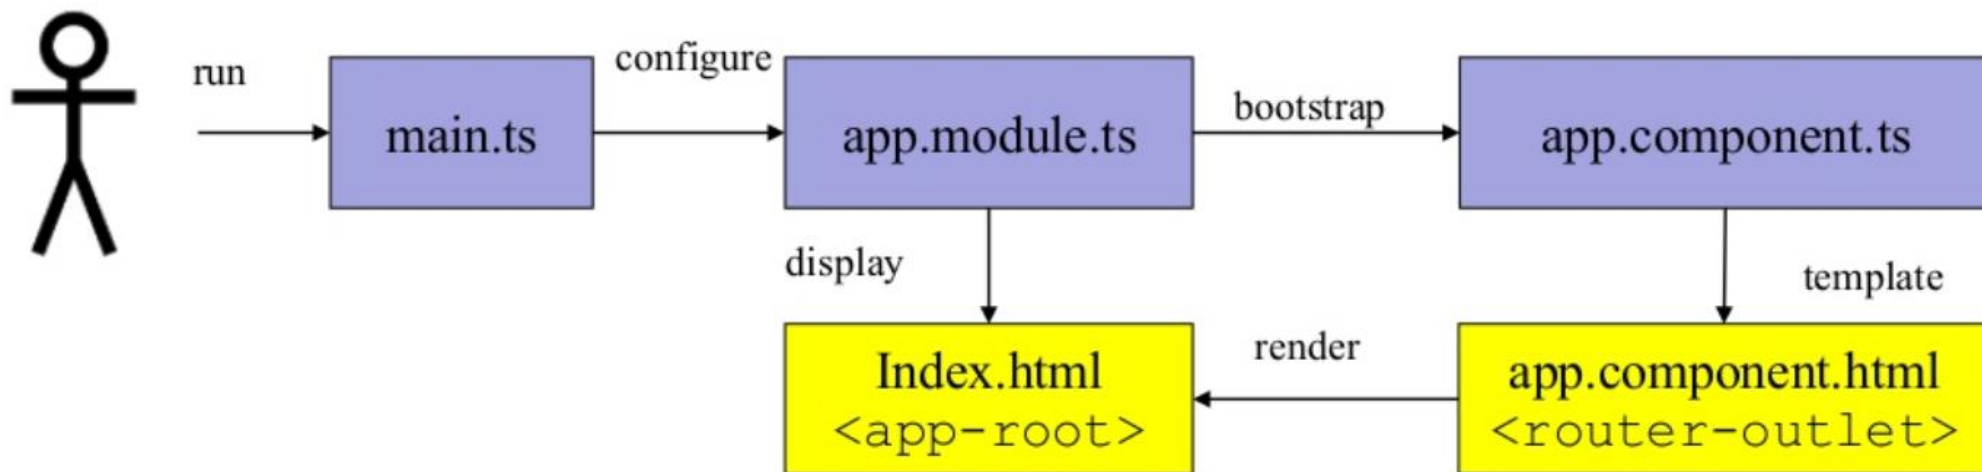 run
configure
main.ts
app.module.ts
bootstrap
app.component.ts
display
template
Index.html
<app-root>
render
app.component.html
<router-outlet>